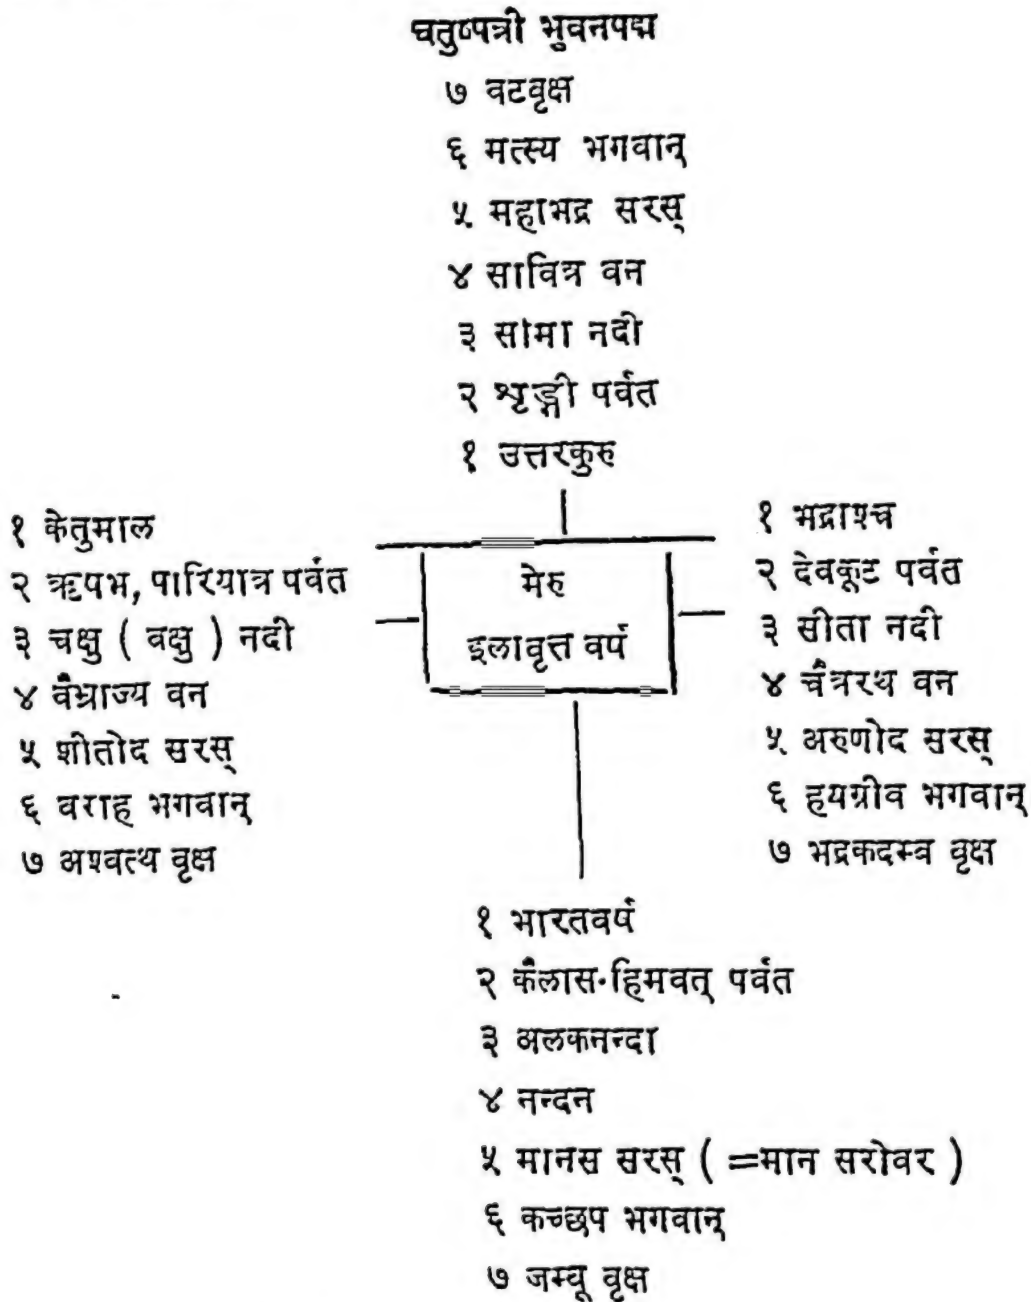 चतुष्पत्री भुवनपद्म
७ वटवृक्ष
६ मत्स्य भगवान्
५ महाभद्र सरस्
४ सावित्र वन
३ सोमा नदी
२ शृङ्गी पर्वत
१ उत्तरकुरु
१ केतुमाल
२ ऋषभ, पारियात्र पर्वत
३ चक्षु ( वक्षु ) नदी
४ वैभ्राज्य वन
५ शीतोद सरस्
६ वराह भगवान्
७ अश्वत्थ वृक्ष
मेरु
इलावृत्त वर्ष
१ भद्राश्व
२ देवकूट पर्वत
३ सीता नदी
४ चैत्ररथ वन
५ अरुणोद सरस्
६ हयग्रीव भगवान्
७ भद्रकदम्ब वृक्ष
१ भारतवर्ष
२ कैलास-हिमवत् पर्वत
३ अलकनन्दा
४ नन्दन
५ मानस सरस् ( =मान सरोवर )
६ कच्छप भगवान्
७ जम्बू वृक्ष